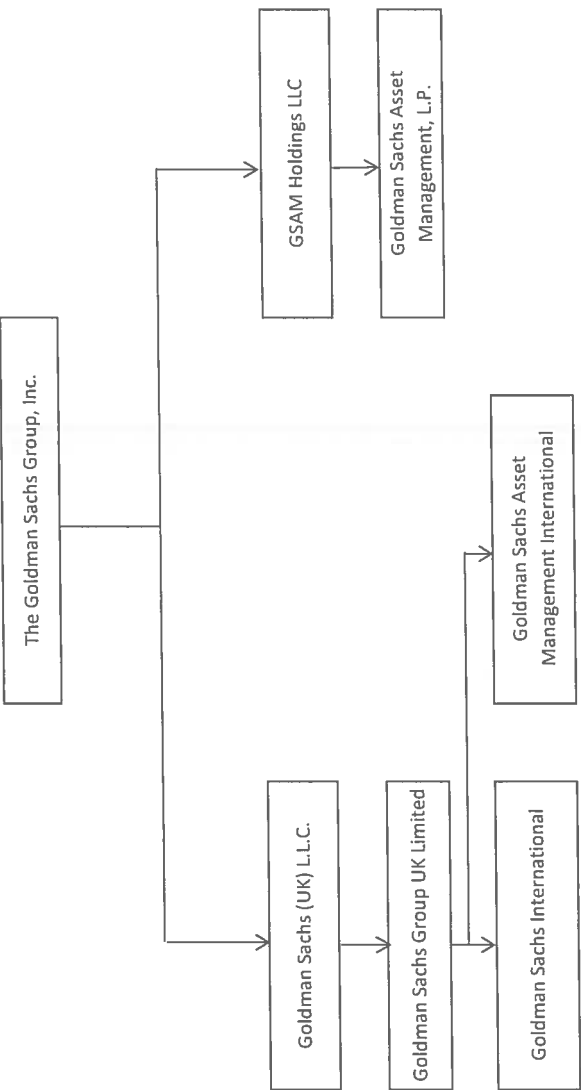 The Goldman Sachs Group, Inc.
Goldman Sachs (UK) L.L.C.
GSAM Holdings LLC
Goldman Sachs Group UK Limited
Goldman Sachs Asset
Management, L.P.
Goldman Sachs International
Goldman Sachs Asset
Management International